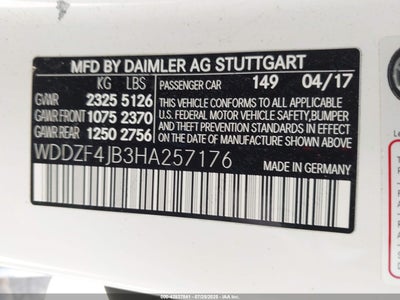 MFD BY DAIMLER AG STUTTGART
KG LBS
GVWR 2325 5126
GAWR FRONT 1075 2370
GAWR REAR 1250 2756
PASSENGER CAR 149 04/17
THIS VEHICLE CONFORMS TO ALL APPLICABLE
U.S. FEDERAL MOTOR VEHICLE SAFETY,BUMPER
AND THEFT PREVENTION STANDARDS IN EFFECT ON
THE DATE OF MANUFACTURE SHOWN ABOVE.
WDDZF4JB3HA257176
MADE IN GERMANY